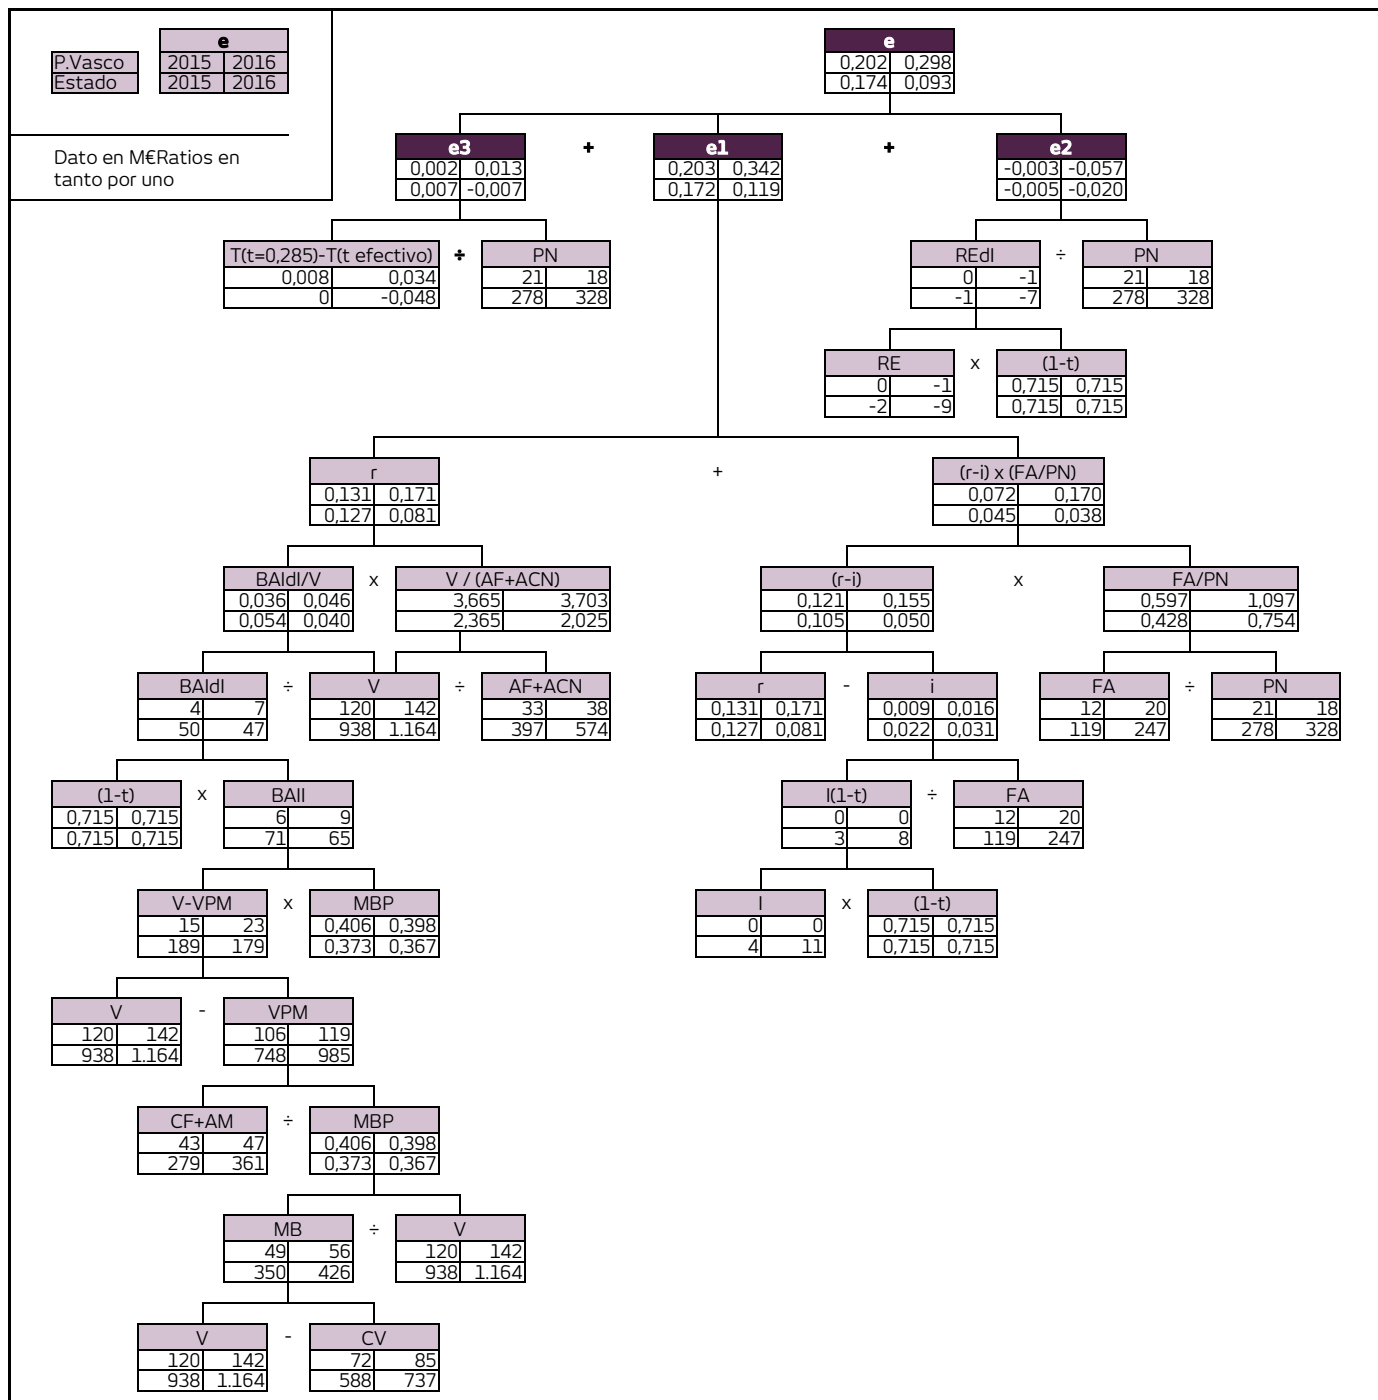 e
P.Vasco 2015 2016
Estado 2015 2016
Dato en M€Ratios en
tanto por uno
e
0,202 0,298
0,174 0,093
e3 + e1 + e2
0,002 0,013 0,203 0,342 -0,003 -0,057
0,007 -0,007 0,172 0,119 -0,005 -0,020
T(t=0,285)-T(t efectivo) ÷ PN REdI ÷ PN
0,008 0,034 21 18 0 -1 21 18
0 -0,048 278 328 -1 -7 278 328
RE x (1-t)
0 -1 0,715 0,715
-2 -9 0,715 0,715
r + (r-i) x (FA/PN)
0,131 0,171 0,072 0,170
0,127 0,081 0,045 0,038
BAIdI/V x V / (AF+ACN) (r-i) x FA/PN
0,036 0,046 3,665 3,703 0,121 0,155 0,597 1,097
0,054 0,040 2,365 2,025 0,105 0,050 0,428 0,754
BAIdI ÷ V ÷ AF+ACN r - i FA ÷ PN
4 7 120 142 33 38 0,131 0,171 0,009 0,016 12 20 21 18
50 47 938 1.164 397 574 0,127 0,081 0,022 0,031 119 247 278 328
(1-t) x BAII I(1-t) ÷ FA
0,715 0,715 6 9 0 0 12 20
0,715 0,715 71 65 3 8 119 247
V-VPM x MBP I x (1-t)
15 23 0,406 0,398 0 0 0,715 0,715
189 179 0,373 0,367 4 11 0,715 0,715
V - VPM
120 142 106 119
938 1.164 748 985
CF+AM ÷ MBP
43 47 0,406 0,398
279 361 0,373 0,367
MB ÷ V
49 56 120 142
350 426 938 1.164
V - CV
120 142 72 85
938 1.164 588 737